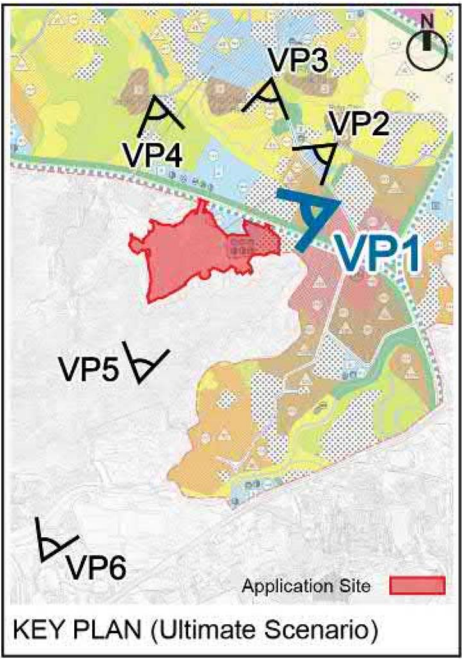 N
VP3
VP2
VP4
VP1
VP5
VP6
Application Site
KEY PLAN (Ultimate Scenario)